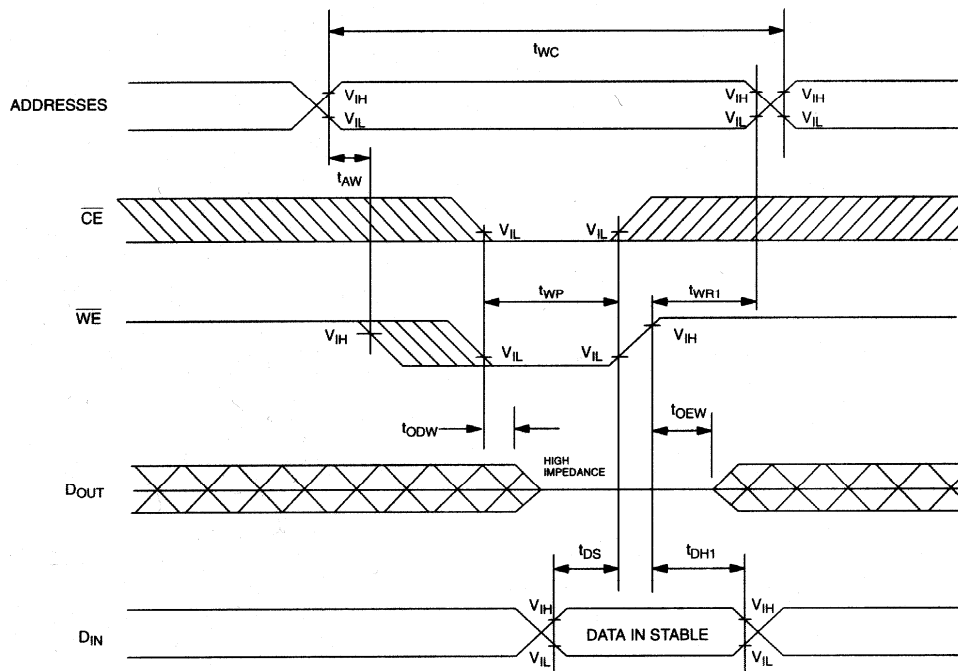 tWC
ADDRESSES
VIH
VIL
VIH
VIL
VIH
VIL
tAW
CE
VIL
VIL
tWP
tWR1
WE
VIH
VIL
VIL
VIH
tODW
tOEW
HIGH
IMPEDANCE
DOUT
tDS
tDH1
DIN
VIH
VIL
DATA IN STABLE
VIH
VIL